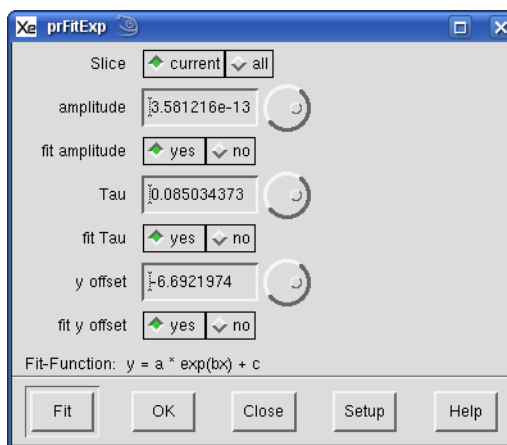 Xe prFitExp
Slice current all
amplitude 3.581216e-13
fit amplitude yes no
Tau 0.085034373
fit Tau yes no
y offset -6.6921974
fit y offset yes no
Fit-Function: y = a * exp(bx) + c
Fit OK Close Setup Help